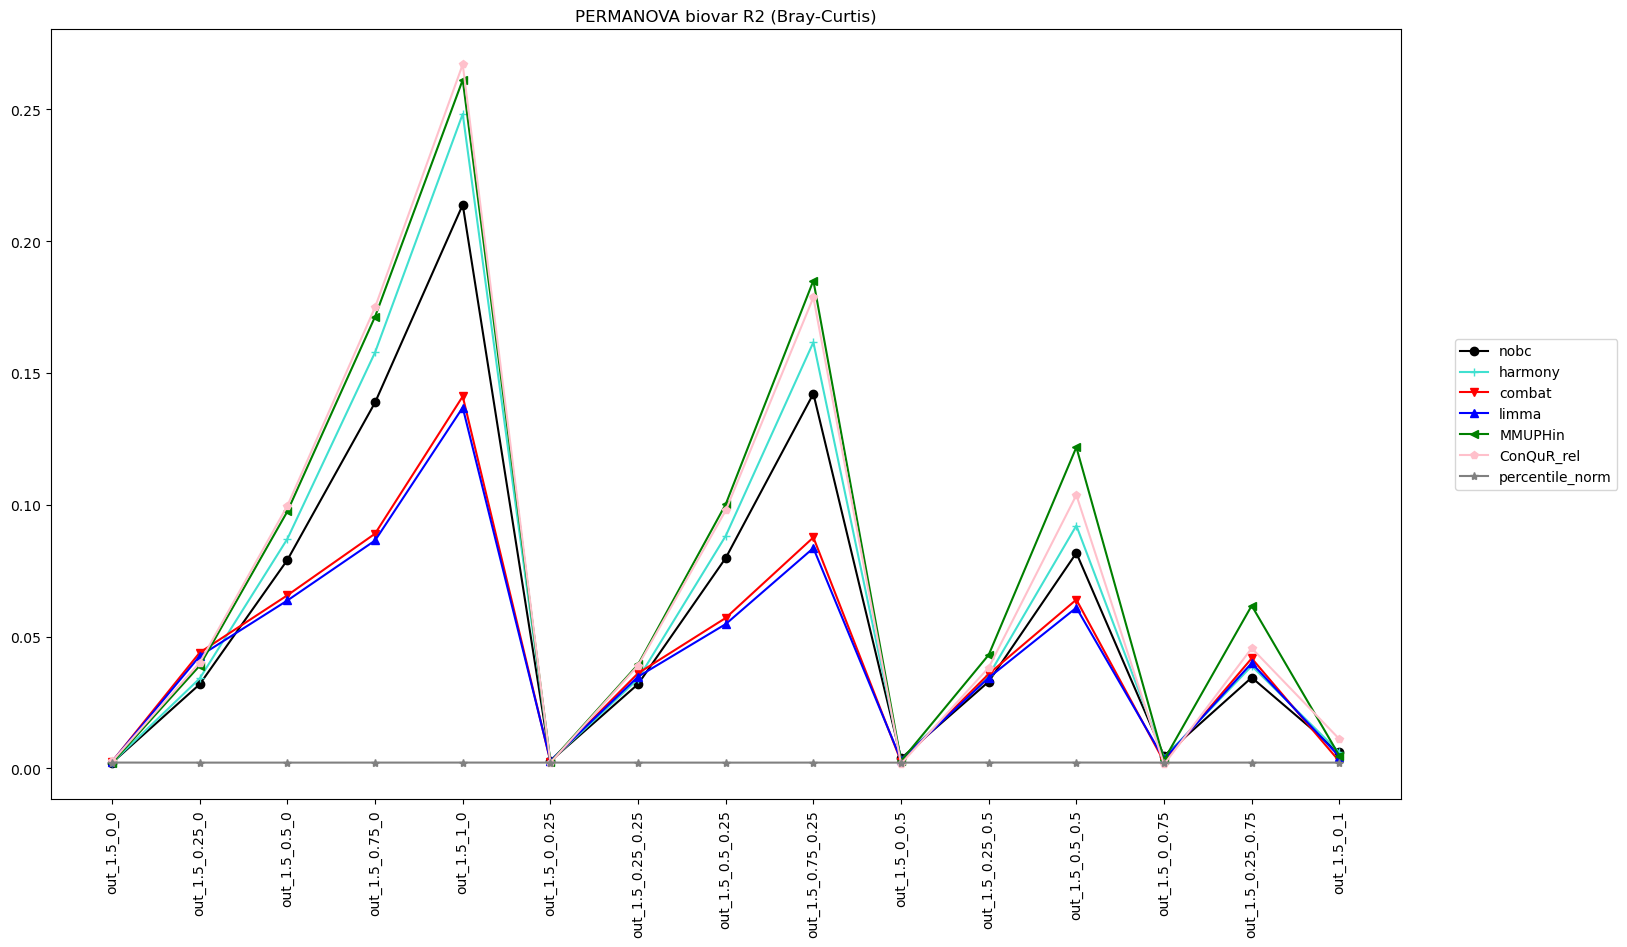 PERMANOVA biovar R2 (Bray-Curtis)
0.25
0.20
0.15
0.10
0.05
0.00
out_1.5_0_0
out_1.5_0.25_0
out_1.5_0.5_0
out_1.5_0.75_0
out_1.5_1_0
out_1.5_0_0.25
out_1.5_0.25_0.25
out_1.5_0.5_0.25
out_1.5_0.75_0.25
out_1.5_0_0.5
out_1.5_0.25_0.5
out_1.5_0.5_0.5
out_1.5_0_0.75
out_1.5_0.25_0.75
out_1.5_0_1
nobc
harmony
combat
limma
MMUPHin
ConQuR_rel
percentile_norm